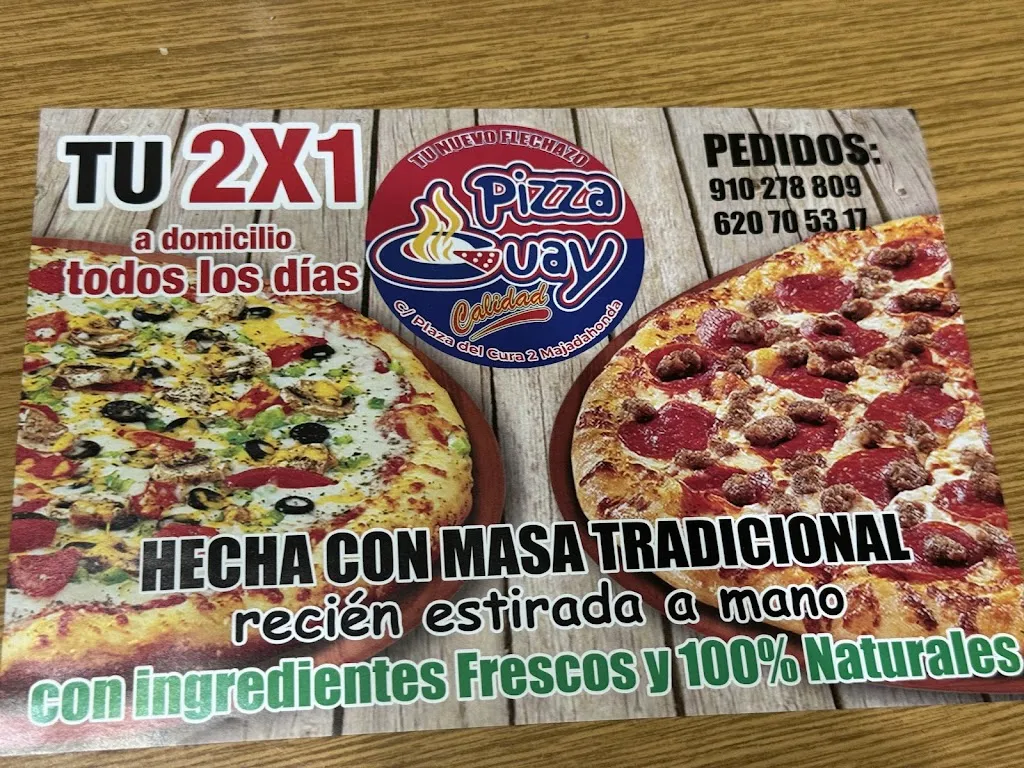 TU 2X1
a domicilio
todos los días
TU NUEVO FLECHAZO
Pizza
Guay
Calidad
C/ Plaza del Cura 2 Majadahonda
PEDIDOS:
910 278 809
620 70 53 17
HECHA CON MASA TRADICIONAL
recién estirada a mano
con ingredientes Frescos y 100% Naturales